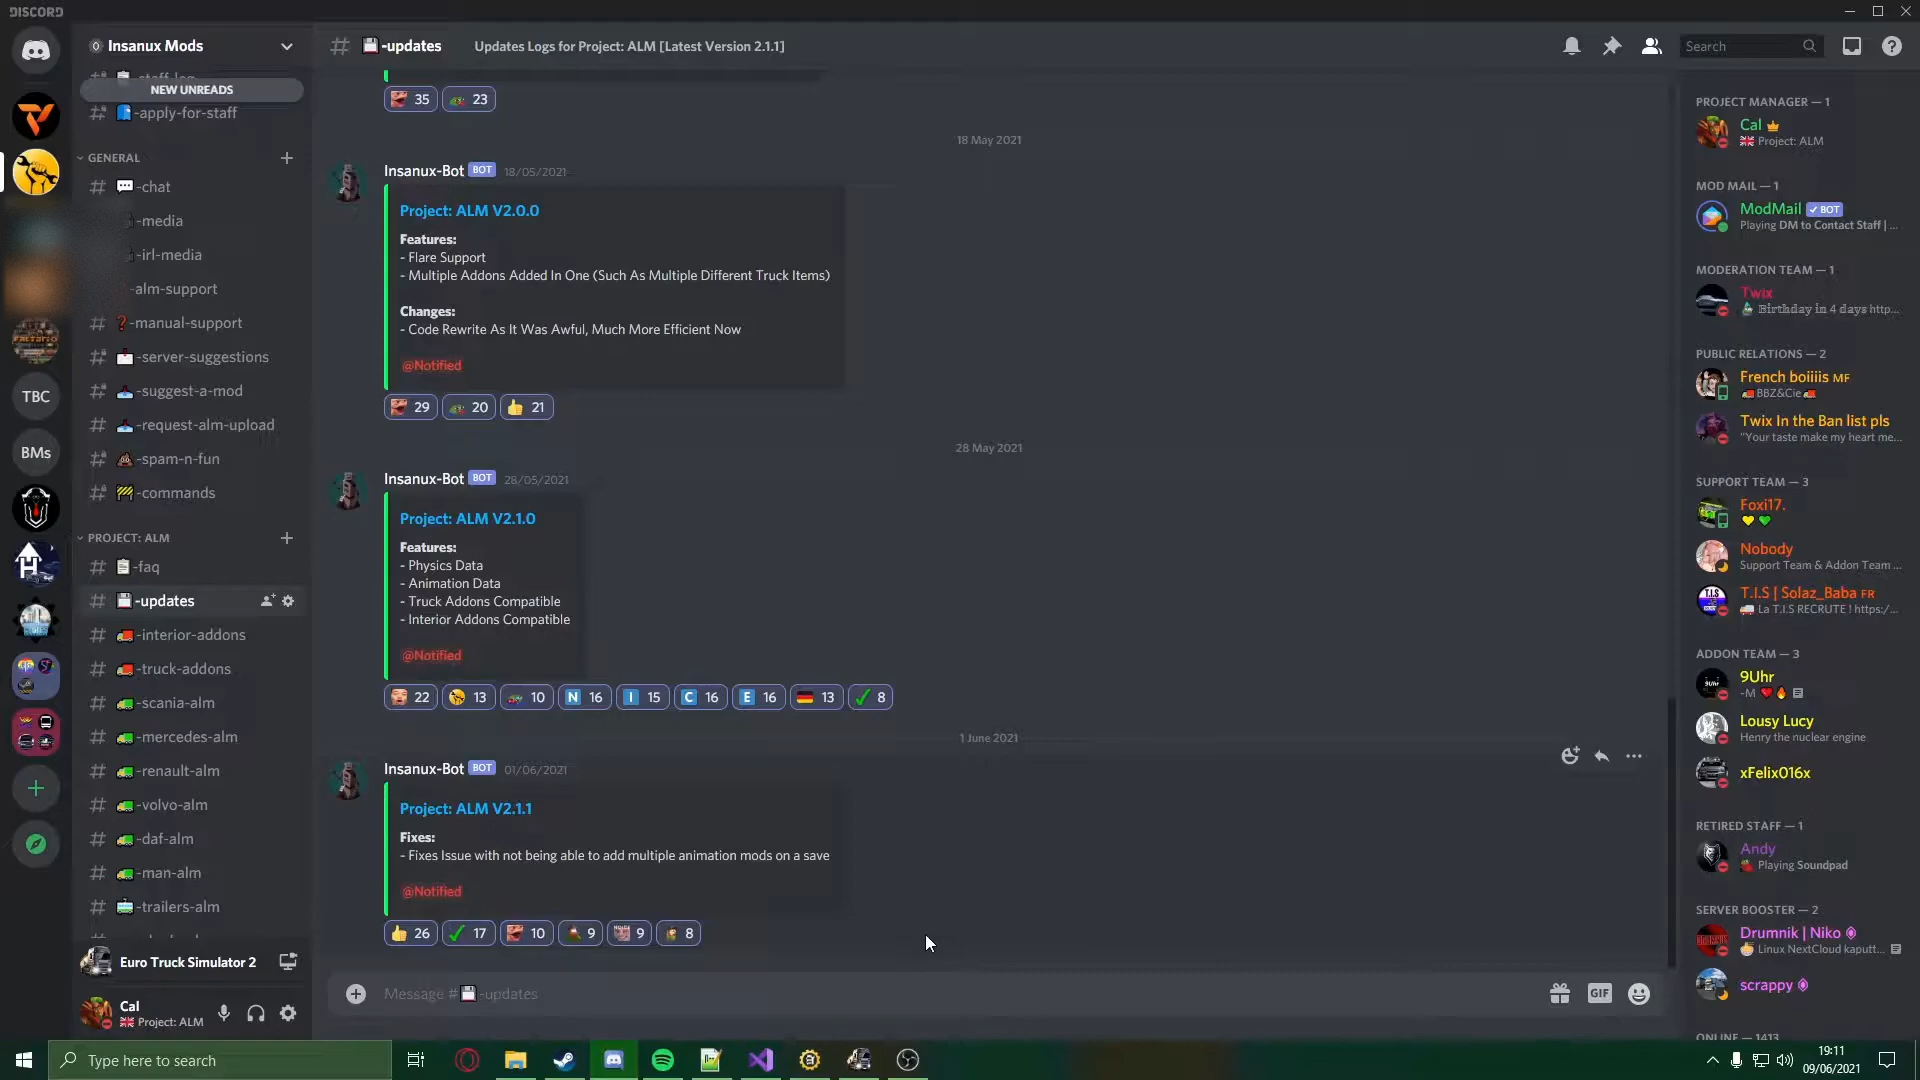 DISCORD
Insanux Mods
-staff-log
NEW UNREADS
-apply-for-staff
GENERAL
-chat
-media
-irl-media
-alm-support
-manual-support
-server-suggestions
-suggest-a-mod
-request-alm-upload
-spam-n-fun
-commands
PROJECT: ALM
-faq
-updates
-interior-addons
-truck-addons
-scania-alm
-mercedes-alm
-renault-alm
-volvo-alm
-daf-alm
-man-alm
-trailers-alm
TBC
BMs
Euro Truck Simulator 2
Cal
Project: ALM
# -updates
Updates Logs for Project: ALM [Latest Version 2.1.1]
Search
35 23
18 May 2021
Insanux-Bot BOT 18/05/2021
Project: ALM V2.0.0
Features:
- Flare Support
- Multiple Addons Added In One (Such As Multiple Different Truck Items)
Changes:
- Code Rewrite As It Was Awful, Much More Efficient Now
@Notified
29 20 21
28 May 2021
Insanux-Bot BOT 28/05/2021
Project: ALM V2.1.0
Features:
- Physics Data
- Animation Data
- Truck Addons Compatible
- Interior Addons Compatible
@Notified
22 13 10 N 16 I 15 C 16 E 16 13 8
1 June 2021
Insanux-Bot BOT 01/06/2021
Project: ALM V2.1.1
Fixes:
- Fixes Issue with not being able to add multiple animation mods on a save
@Notified
26 17 10 9 9 8
Message # -updates
GIF
PROJECT MANAGER — 1
Cal
Project: ALM
MOD MAIL — 1
ModMail BOT
Playing DM to Contact Staff | ...
MODERATION TEAM — 1
Twix
Birthday in 4 days http...
PUBLIC RELATIONS — 2
French boiiiis MF
BBZ&Cie
Twix In the Ban list pls
"Your taste make my heart me...
SUPPORT TEAM — 3
Foxi17.
Nobody
Support Team & Addon Team ...
T.I.S | Solaz_Baba FR
La T.I.S RECRUTE ! https:/...
ADDON TEAM — 3
9Uhr
-M
Lousy Lucy
Henry the nuclear engine
xFelix016x
RETIRED STAFF — 1
Andy
Playing Soundpad
SERVER BOOSTER — 2
Drumnik | Niko
Linux NextCloud kaputt...
scrappy
ONLINE — 1413
Type here to search
19:11
09/06/2021